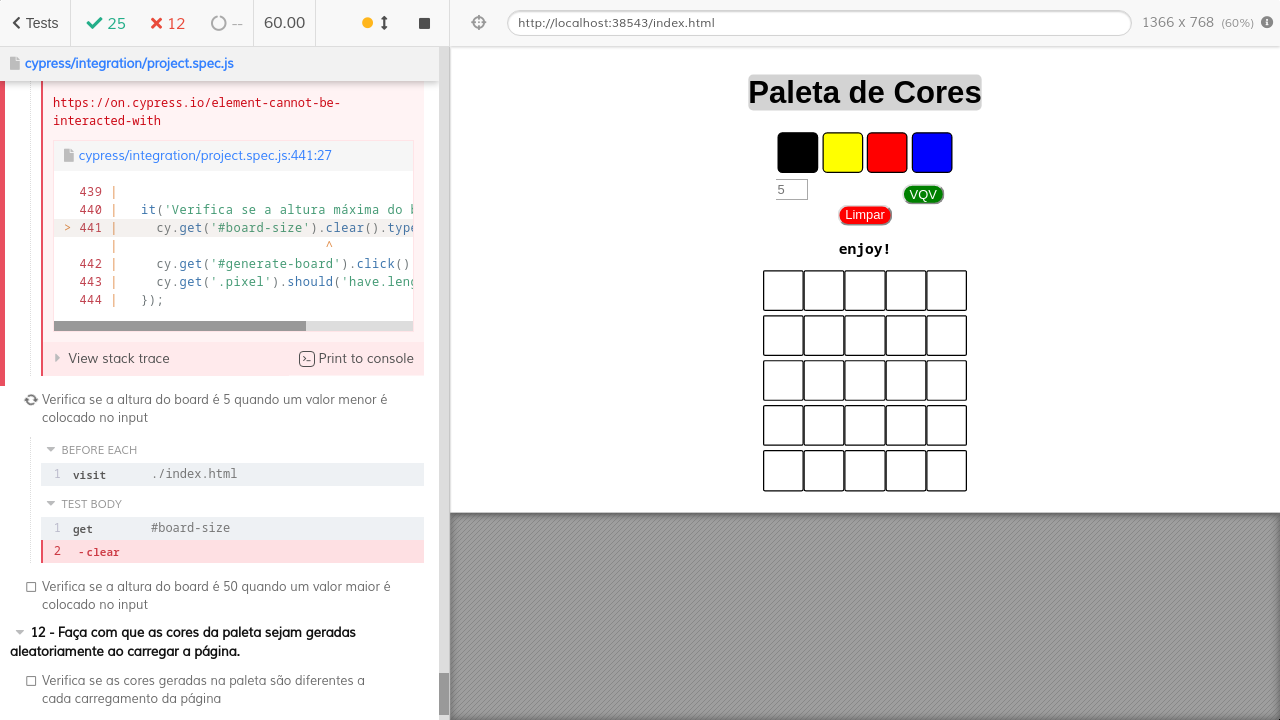 Tests
25
12
--
60.00
http://localhost:38543/index.html
1366 x 768 (60%)
cypress/integration/project.spec.js
https://on.cypress.io/element-cannot-be-
interacted-with
cypress/integration/project.spec.js:441:27
439 |
440 | it('Verifica se a altura máxima do b
> 441 | cy.get('#board-size').clear().type
| ^
442 | cy.get('#generate-board').click()
443 | cy.get('.pixel').should('have.leng
444 | });
View stack trace
Print to console
Verifica se a altura do board é 5 quando um valor menor é
colocado no input
BEFORE EACH
1 visit ./index.html
TEST BODY
1 get #board-size
2 -clear
Verifica se a altura do board é 50 quando um valor maior é
colocado no input
12 - Faça com que as cores da paleta sejam geradas
aleatoriamente ao carregar a página.
Verifica se as cores geradas na paleta são diferentes a
cada carregamento da página
Paleta de Cores
5
VQV
Limpar
enjoy!